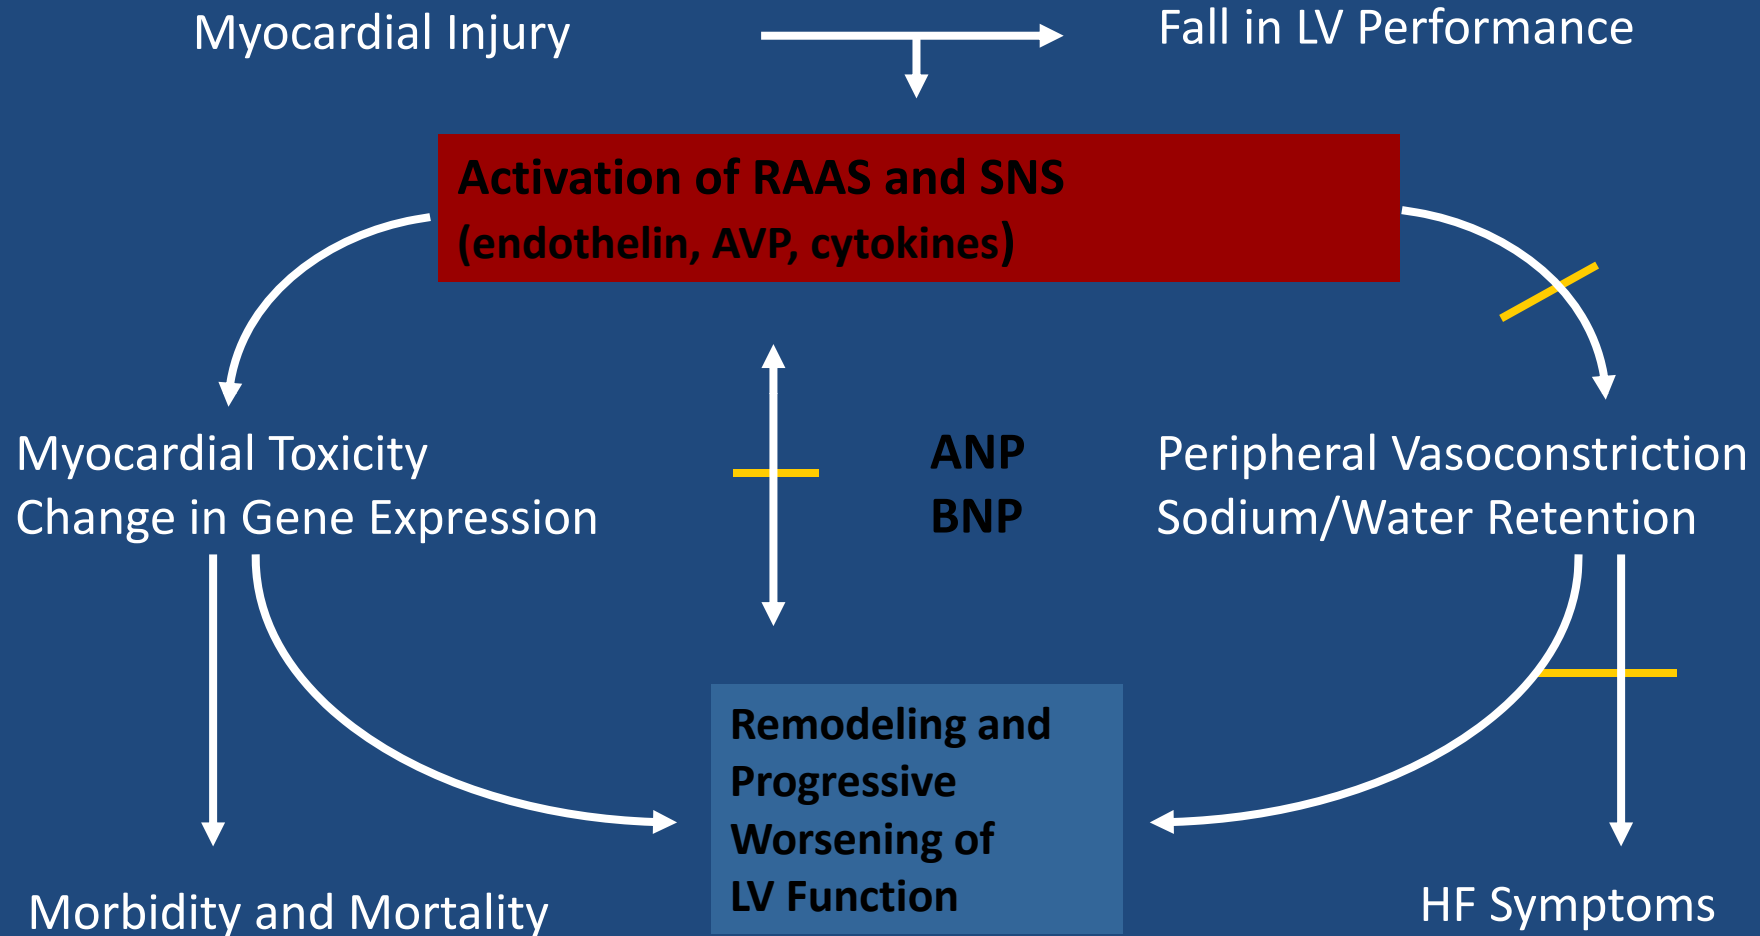 Myocardial Injury
Fall in LV Performance
Activation of RAAS and SNS
(endothelin, AVP, cytokines)
Myocardial Toxicity
Change in Gene Expression
ANP
BNP
Peripheral Vasoconstriction
Sodium/Water Retention
Remodeling and
Progressive
Worsening of
LV Function
Morbidity and Mortality
HF Symptoms